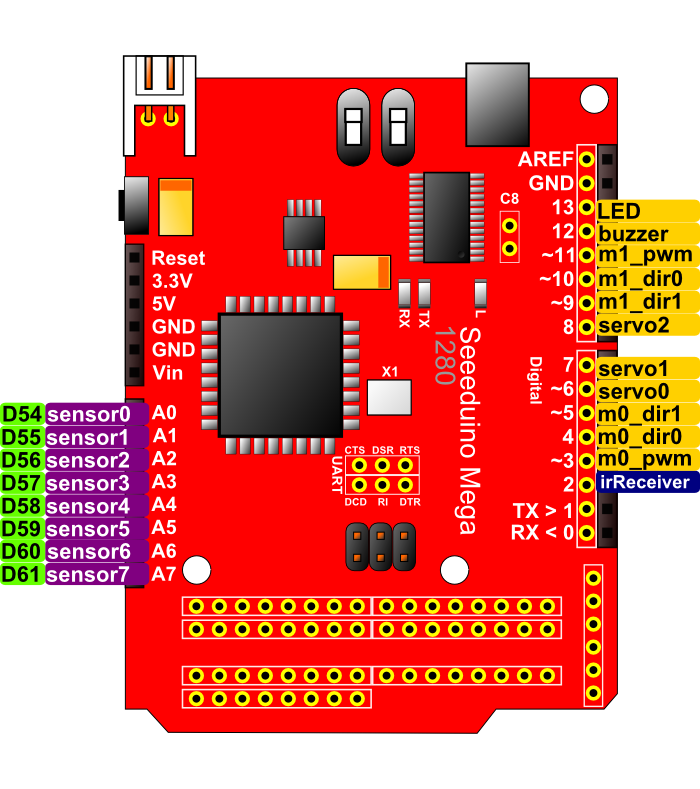 C8
AREF
GND
13 LED
12 buzzer
~11 m1_pwm
~10 m1_dir0
~9 m1_dir1
8 servo2
Reset
3.3V
5V
GND
GND
Vin
RX
TX
L
Seeeduino Mega
1280
X1
Digital
7 servo1
~6 servo0
~5 m0_dir1
4 m0_dir0
~3 m0_pwm
2 irReceiver
TX > 1
RX < 0
D54 sensor0 A0
D55 sensor1 A1
D56 sensor2 A2
D57 sensor3 A3
D58 sensor4 A4
D59 sensor5 A5
D60 sensor6 A6
D61 sensor7 A7
UART
CTS DSR RTS
DCD RI DTR